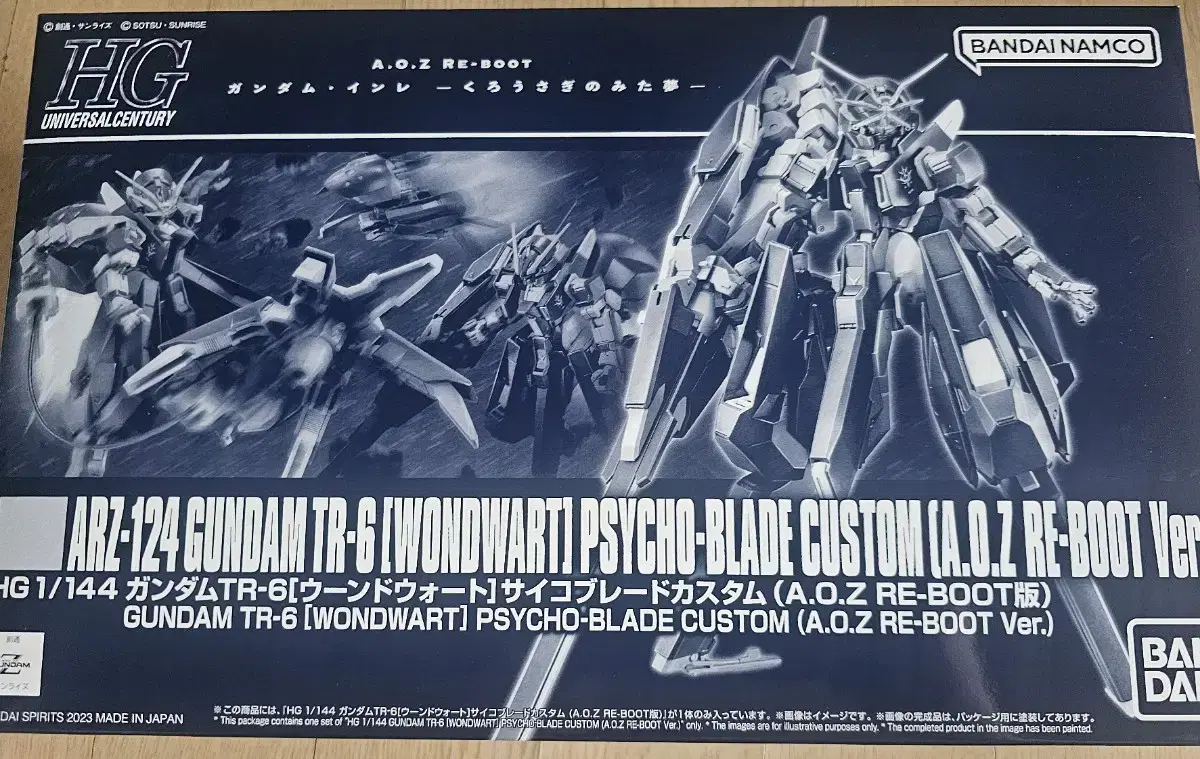 © 創通・サンライズ © SOTSU・SUNRISE
HG
UNIVERSAL CENTURY
A.O.Z RE-BOOT
ガンダム・インレ ―くろうさぎのみた夢―
BANDAI NAMCO
ARZ-124 GUNDAM TR-6 [WONDWART] PSYCHO-BLADE CUSTOM (A.O.Z RE-BOOT Ver.
HG 1/144 ガンダムTR-6[ウーンドウォート]サイコブレードカスタム (A.O.Z RE-BOOT版)
GUNDAM TR-6 [WONDWART] PSYCHO-BLADE CUSTOM (A.O.Z RE-BOOT Ver.)
創通
Z
GUNDAM
ンライズ
BAN
DAI
DAI SPIRITS 2023 MADE IN JAPAN
※この商品には、「HG 1/144 ガンダムTR-6[ウーンドウォート]サイコブレードカスタム (A.O.Z RE-BOOT版)」が1体のみ入っています。※画像はイメージです。※画像の完成品は、パッケージ用に塗装してあります。
* This package contains one set of "HG 1/144 GUNDAM TR-6 [WONDWART] PSYCHO-BLADE CUSTOM (A.O.Z RE-BOOT Ver.)" only. * The images are for illustrative purposes only. * The completed product in the image has been painted.